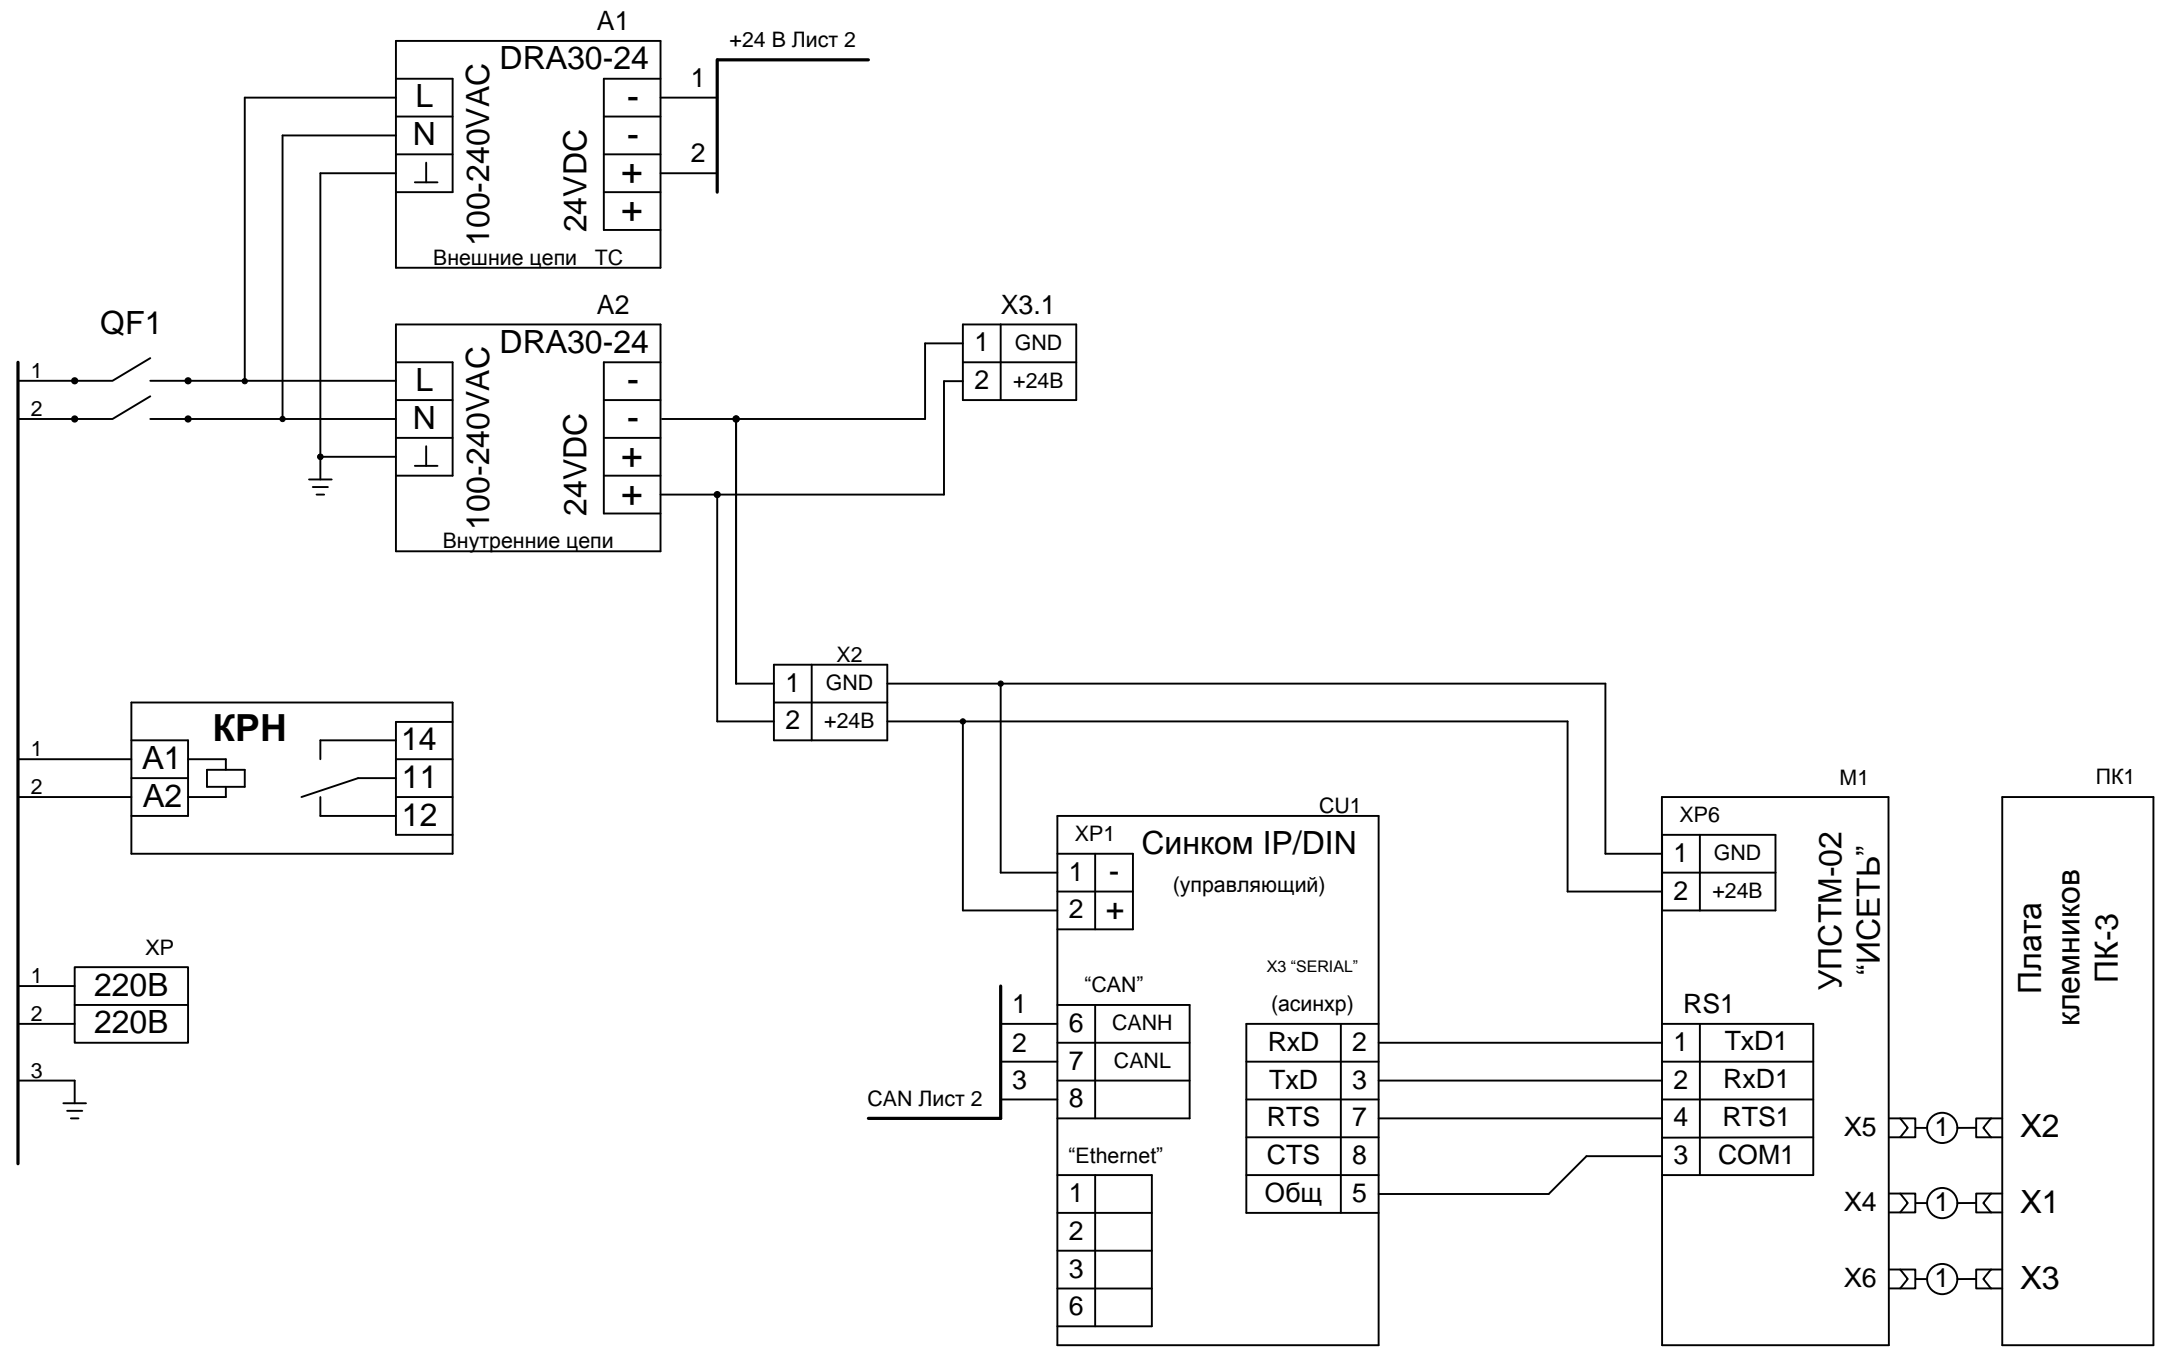 A1
+24 В Лист 2
DRA30-24
L
N
⊥
100-240VAC
24VDC
-
-
+
+
1
2
Внешние цепи ТС
QF1
1
2
A2
DRA30-24
L
N
⊥
100-240VAC
24VDC
-
-
+
+
Внутренние цепи
X3.1
1 GND
2 +24В
X2
1 GND
2 +24В
КРН
1
2
A1
A2
14
11
12
XP
1
2
3
220В
220В
CU1
XP1
Синком IP/DIN
(управляющий)
1 -
2 +
“CAN”
1
2
3
6 CANH
7 CANL
8
CAN Лист 2
“Ethernet”
1
2
3
6
X3 “SERIAL”
(асинхр)
RxD 2
TxD 3
RTS 7
CTS 8
Общ 5
M1
XP6
1 GND
2 +24В
УПСТМ-02
“ИСЕТЬ”
RS1
1 TxD1
2 RxD1
4 RTS1
3 COM1
X5 1 X2
X4 1 X1
X6 1 X3
ПК1
Плата
клемников
ПК-3